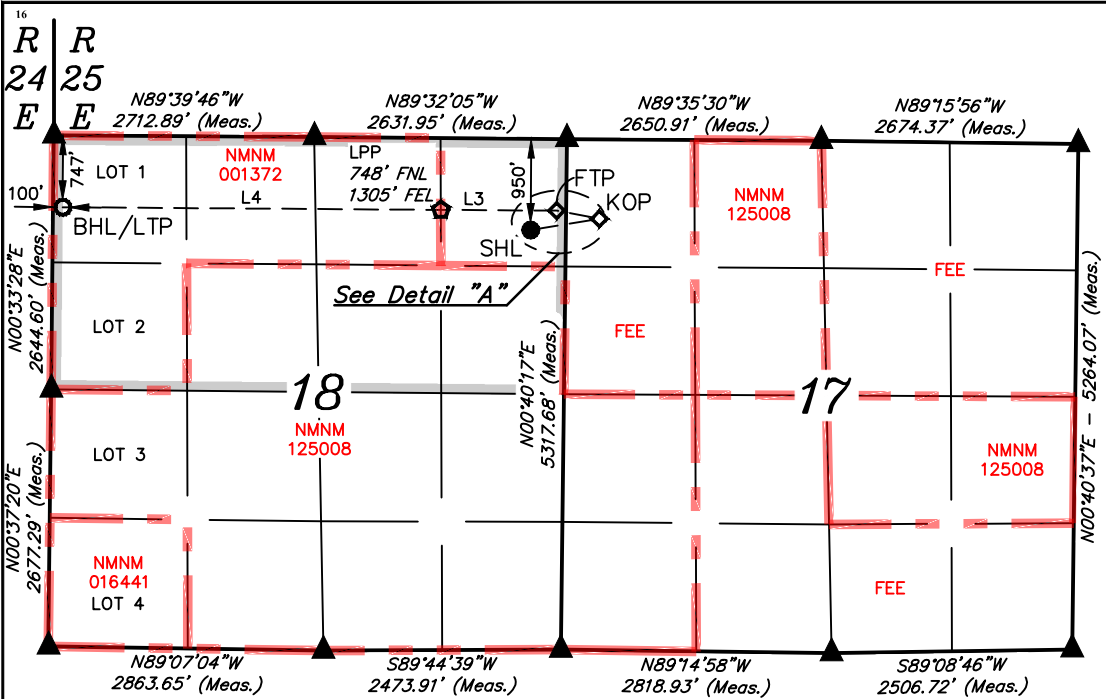 16
R R
24 25
E E
N89°39'46"W
2712.89' (Meas.)
N89°32'05"W
2631.95' (Meas.)
N89°35'30"W
2650.91' (Meas.)
N89°15'56"W
2674.37' (Meas.)
747'
100'
LOT 1
NMNM
001372
L4
LPP
748' FNL
1305' FEL
L3
950'
FTP
KOP
SHL
BHL/LTP
NMNM
125008
FEE
See Detail "A"
N00°33'28"E
2644.60' (Meas.)
LOT 2
N00°40'17"E
5317.68' (Meas.)
FEE
18
17
NMNM
125008
N00°40'37"E - 5264.07' (Meas.)
LOT 3
NMNM
125008
N00°37'20"E
2677.29' (Meas.)
NMNM
016441
LOT 4
FEE
N89°07'04"W
2863.65' (Meas.)
S89°44'39"W
2473.91' (Meas.)
N89°14'58"W
2818.93' (Meas.)
S89°08'46"W
2506.72' (Meas.)